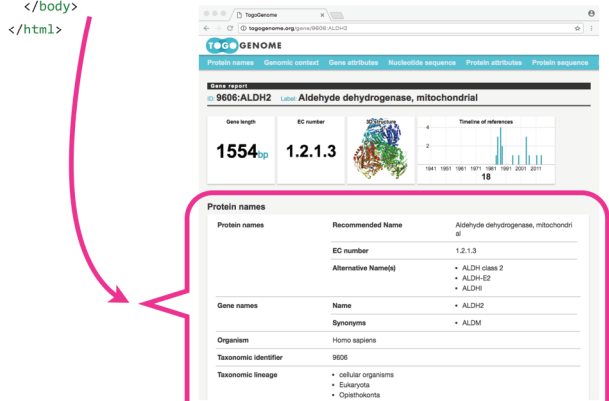 </body>
</html>
TogoGenome
togogenome.org/gene/9606:ALDH2
TOGO GENOME
Protein names Genomic context Gene attributes Nucleotide sequence Protein attributes Protein sequence
Gene report
ID: 9606:ALDH2 Label: Aldehyde dehydrogenase, mitochondrial
Gene length EC number 3D structure Timeline of references
4
2
1554bp 1.2.1.3
1941 1951 1961 1971 1981 1991 2001 2011
18
Protein names
Protein names Recommended Name Aldehyde dehydrogenase, mitochondri
al
EC number 1.2.1.3
Alternative Name(s) • ALDH class 2
• ALDH-E2
• ALDHI
Gene names Name • ALDH2
Synonyms • ALDM
Organism Homo sapiens
Taxonomic identifier 9606
Taxonomic lineage • cellular organisms
• Eukaryota
• Opisthokonta